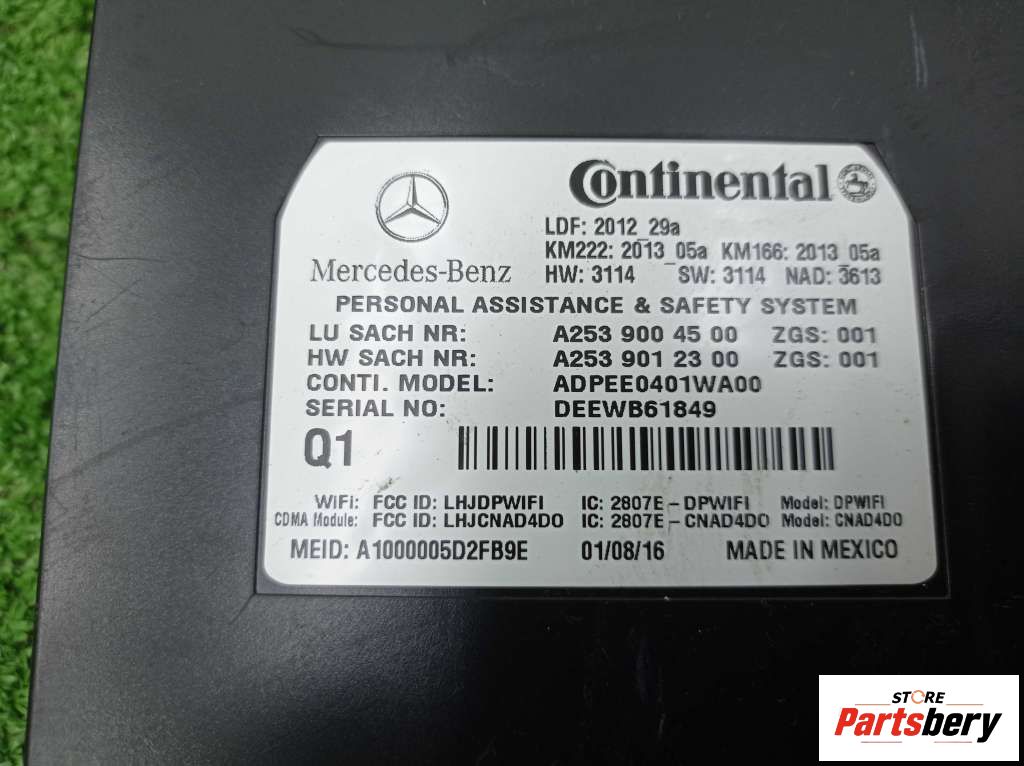 Continental
LDF: 2012_29a
KM222: 2013_05a KM166: 2013_05a
Mercedes-Benz HW: 3114 SW: 3114 NAD: 3613
PERSONAL ASSISTANCE & SAFETY SYSTEM
LU SACH NR: A253 900 45 00 ZGS: 001
HW SACH NR: A253 901 23 00 ZGS: 001
CONTI. MODEL: ADPEE0401WA00
SERIAL NO: DEEWB61849
Q1
WiFi: FCC ID: LHJDPWIFI IC: 2807E-DPWIFI Model: DPWIFI
CDMA Module: FCC ID: LHJCNAD4DO IC: 2807E-CNAD4DO Model: CNAD4DO
MEID: A1000005D2FB9E 01/08/16 MADE IN MEXICO
STORE
Partsbery